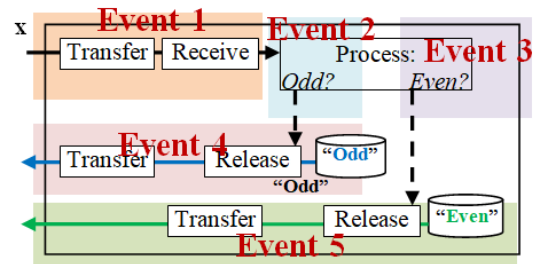 x
Event 1
Event 2
Event 3
Transfer
Receive
Process:
Odd?
Even?
Event 4
Transfer
Release
“Odd”
“Odd”
Transfer
Release
“Even”
Event 5